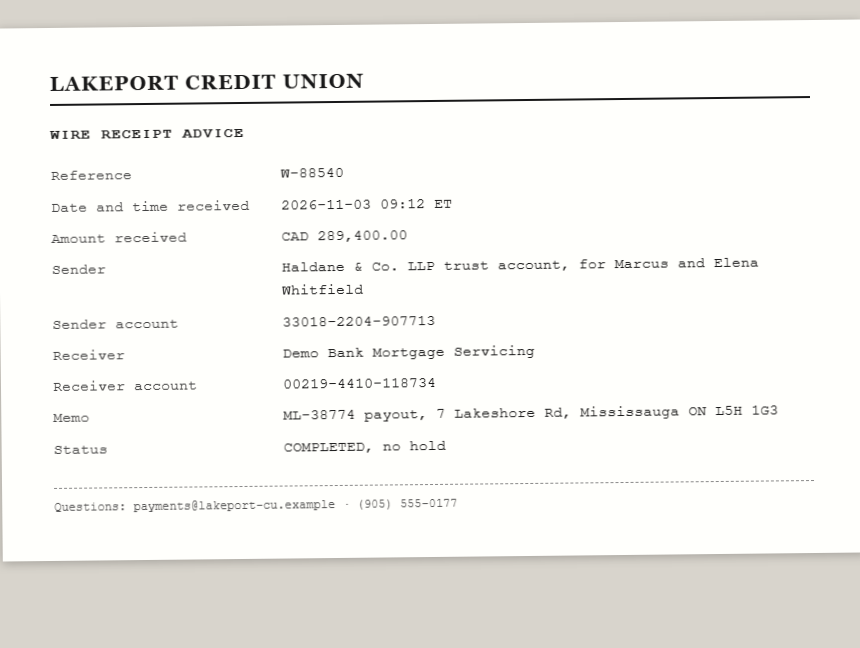 LAKEPORT CREDIT UNION
WIRE RECEIPT ADVICE
Reference W-88540
Date and time received 2026-11-03 09:12 ET
Amount received CAD 289,400.00
Sender Haldane & Co. LLP trust account, for Marcus and Elena
Whitfield
Sender account 33018-2204-907713
Receiver Demo Bank Mortgage Servicing
Receiver account 00219-4410-118734
Memo ML-38774 payout, 7 Lakeshore Rd, Mississauga ON L5H 1G3
Status COMPLETED, no hold
Questions: payments@lakeport-cu.example · (905) 555-0177